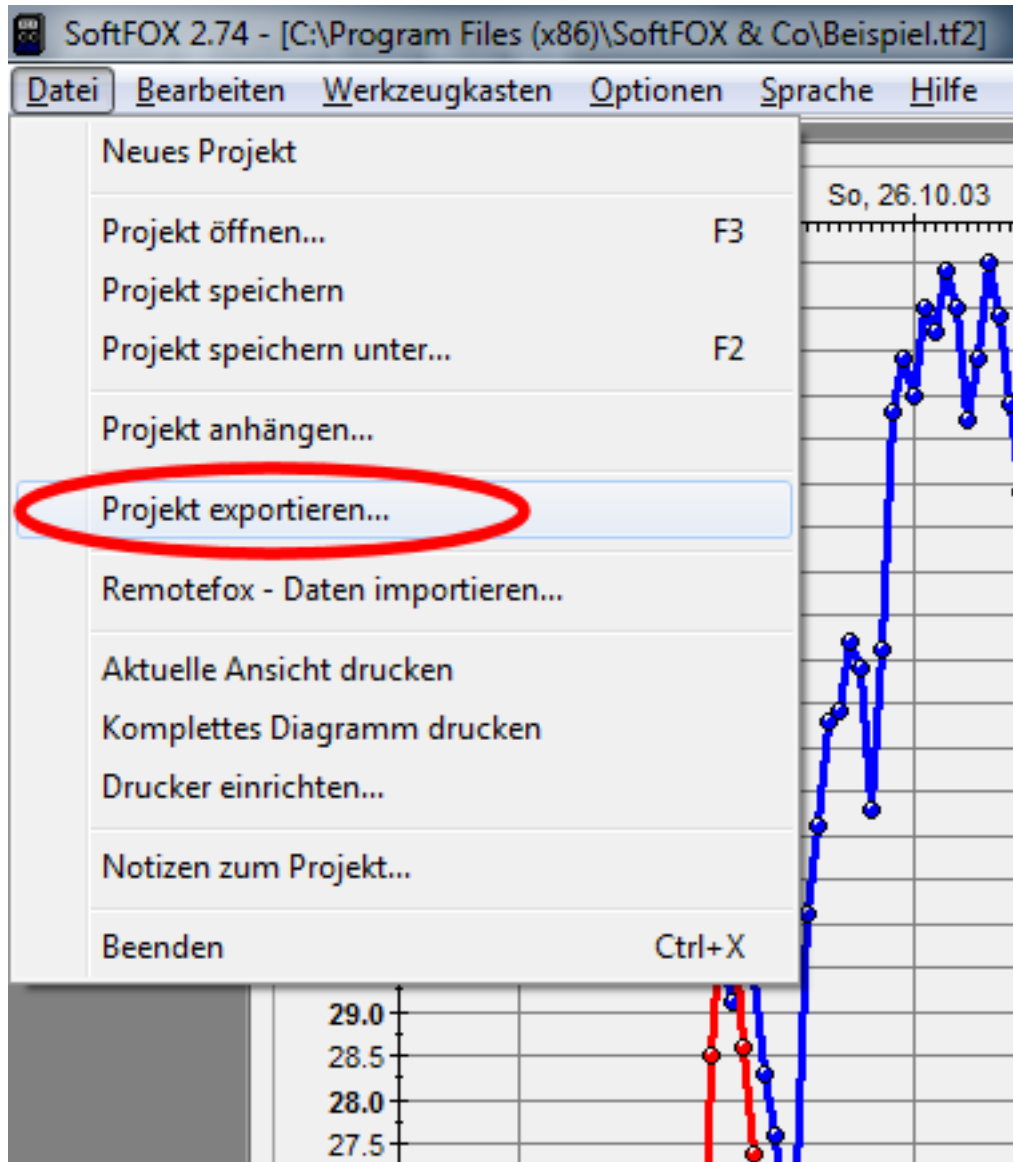 SoftFOX 2.74 - [C:\Program Files (x86)\SoftFOX & Co\Beispiel.tf2]
Datei Bearbeiten Werkzeugkasten Optionen Sprache Hilfe
Neues Projekt
Projekt öffnen... F3
Projekt speichern
Projekt speichern unter... F2
Projekt anhängen...
Projekt exportieren...
Remotefox - Daten importieren...
Aktuelle Ansicht drucken
Komplettes Diagramm drucken
Drucker einrichten...
Notizen zum Projekt...
Beenden Ctrl+X
So, 26.10.03
29.0
28.5
28.0
27.5